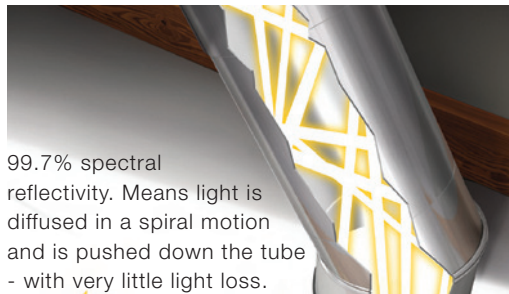 99.7% spectral
reflectivity. Means light is
diffused in a spiral motion
and is pushed down the tube
- with very little light loss.